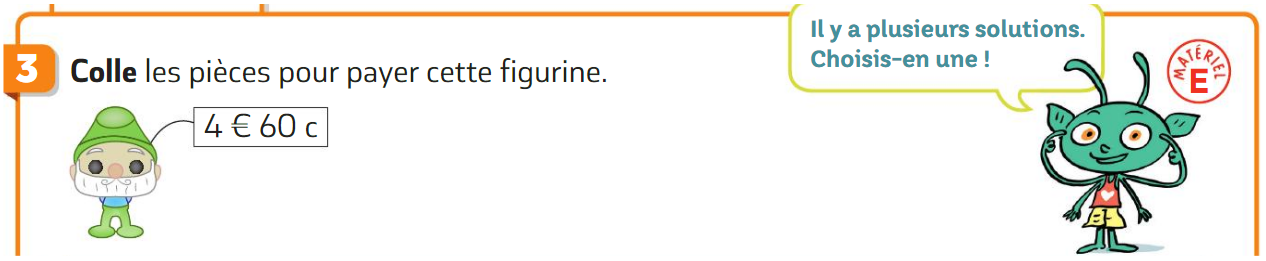 Il y a plusieurs solutions.
Choisis-en une !
3 Colle les pièces pour payer cette figurine.
MATÉRIEL
E
4 € 60 c